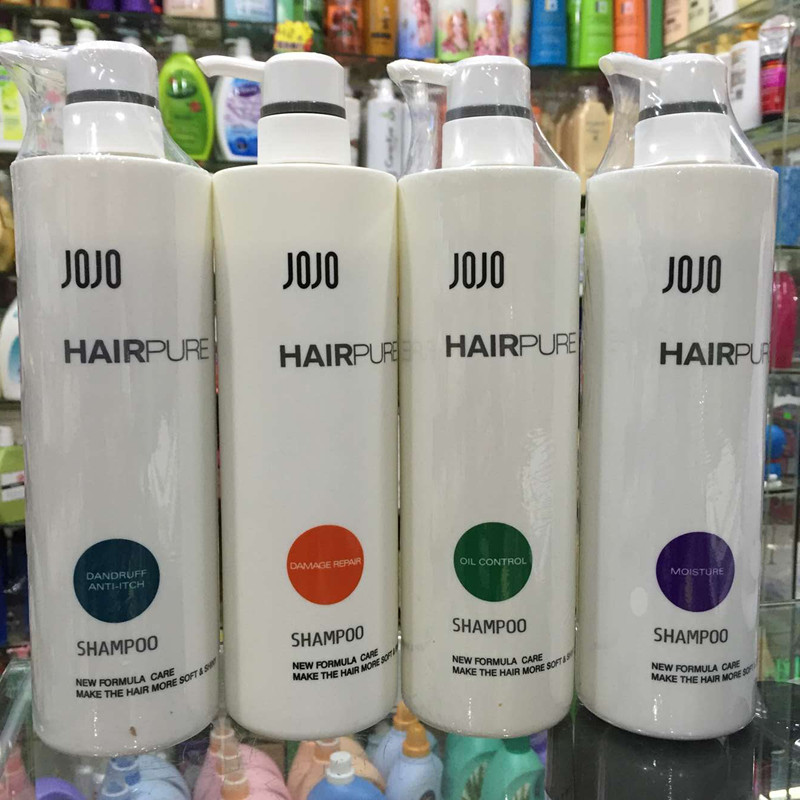 JOJO
HAIRPURE
DANDRUFF
ANTI-ITCH
SHAMPOO
NEW FORMULA CARE
MAKE THE HAIR MORE SOFT & SHINY
JOJO
HAIRPURE
DAMAGE REPAIR
SHAMPOO
NEW FORMULA CARE
MAKE THE HAIR MORE SOFT &
JOJO
HAIRPURE
OIL CONTROL
SHAMPOO
NEW FORMULA CARE
MAKE THE HAIR MORE SOFT &
JOJO
HAIRPUR
MOISTURE
SHAMPOO
NEW FORMULA CARE
MAKE THE HAIR MORE SOFT &